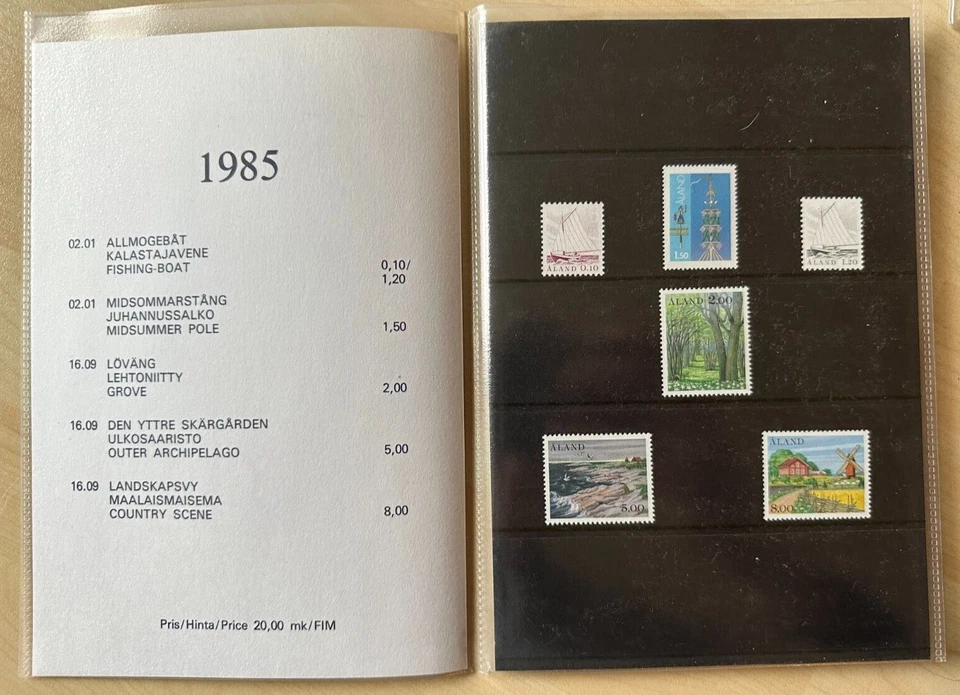 1985
02.01 ALLMOGEBÅT
KALASTAJAVENE
FISHING-BOAT 0,10/
1,20
02.01 MIDSOMMARSTÅNG
JUHANNUSSALKO
MIDSUMMER POLE 1,50
16.09 LÖVÄNG
LEHTONIITTY
GROVE 2,00
16.09 DEN YTTRE SKÄRGÅRDEN
ULKOSAARISTO
OUTER ARCHIPELAGO 5,00
16.09 LANDSKAPSVY
MAALAISMAISEMA
COUNTRY SCENE 8,00
Pris/Hinta/Price 20,00 mk/FIM
ÅLAND 0.10
ÅLAND
1.50
ÅLAND 1.20
ÅLAND 2.00
ÅLAND
5.00
ÅLAND
8.00